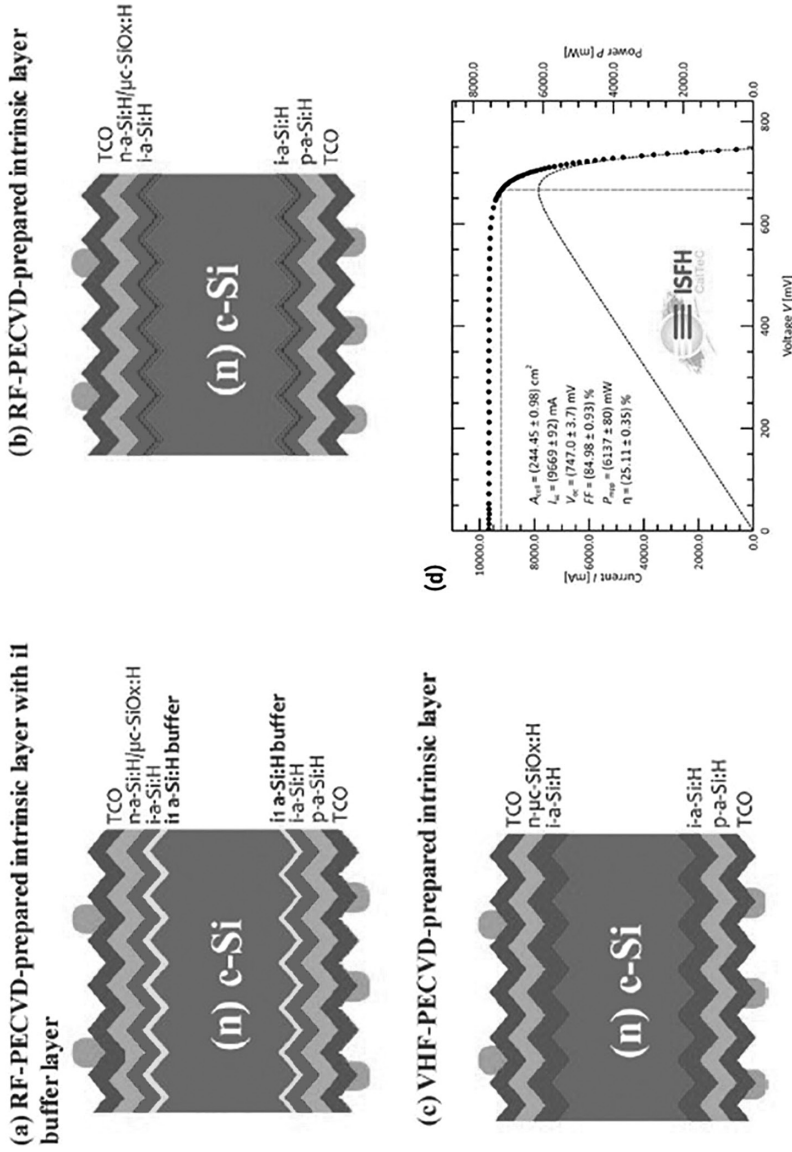 (a) RF-PECVD-prepared intrinsic layer with i1
buffer layer
TCO
n-a-Si:H/μc-SiOx:H
i-a-Si:H
i1 a-Si:H buffer
(n) c-Si
i1 a-Si:H buffer
i-a-Si:H
p-a-Si:H
TCO
(b) RF-PECVD-prepared intrinsic layer
TCO
n-a-Si:H/μc-SiOx:H
i-a-Si:H
(n) c-Si
i-a-Si:H
p-a-Si:H
TCO
(c) VHF-PECVD-prepared intrinsic layer
TCO
n-μc-SiOx:H
i-a-Si:H
(n) c-Si
i-a-Si:H
p-a-Si:H
TCO
(d)
Current I [mA]
10000.0
8000.0
6000.0
4000.0
2000.0
0.0
A cell = (244.45 ± 0.98) cm²
I sc = (9669 ± 92) mA
V oc = (747.0 ± 3.7) mV
FF = (84.98 ± 0.93) %
P mpp = (6137 ± 80) mW
η = (25.11 ± 0.35) %
ISFH
CalTeC
0 200 400 600 800
Voltage V [mV]
8000.0
6000.0
4000.0
2000.0
0.0
Power P [mW]